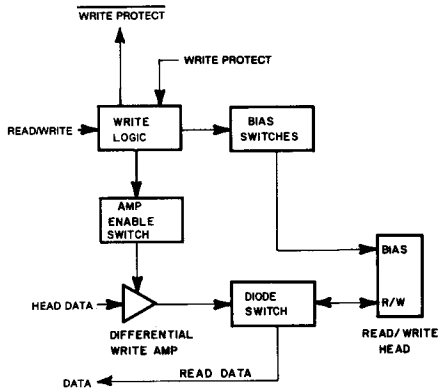 WRITE PROTECT
WRITE PROTECT
READ/WRITE
WRITE
LOGIC
BIAS
SWITCHES
AMP
ENABLE
SWITCH
BIAS
HEAD DATA
DIODE
SWITCH
R/W
DIFFERENTIAL
WRITE AMP
READ/WRITE
HEAD
READ DATA
DATA